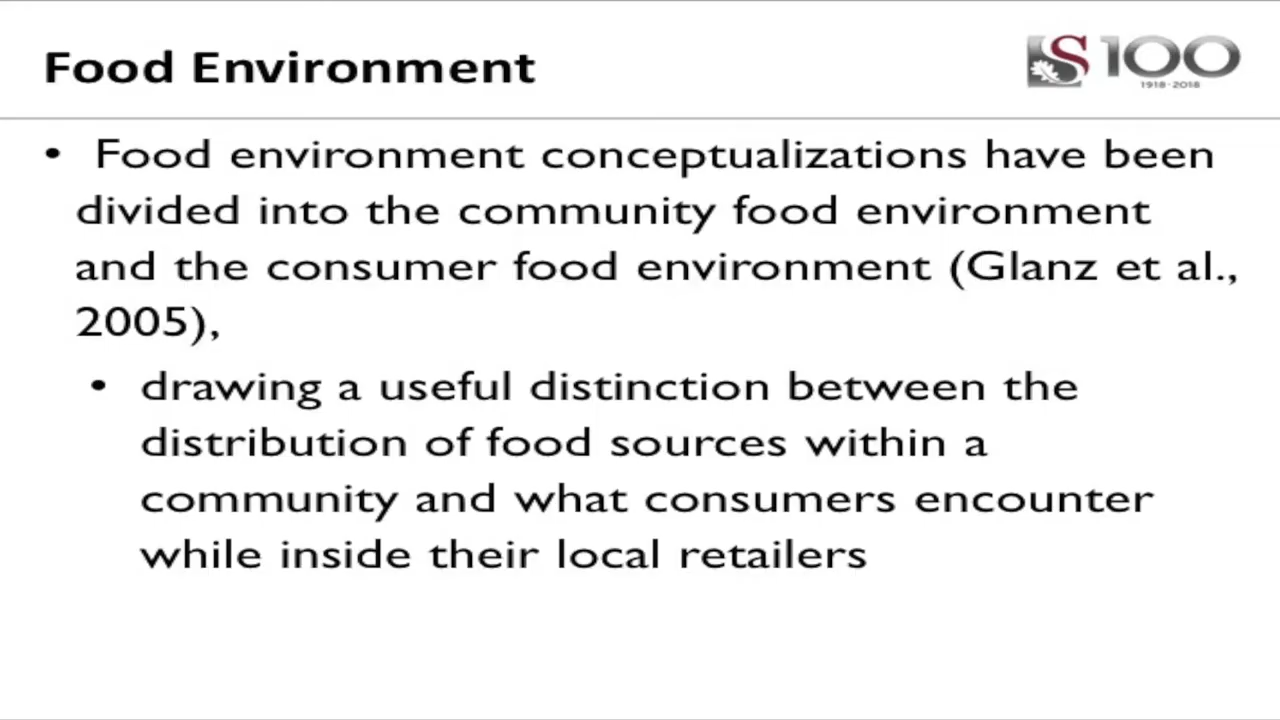 Food Environment
S 100
1918-2018
• Food environment conceptualizations have been
divided into the community food environment
and the consumer food environment (Glanz et al.,
2005),
• drawing a useful distinction between the
distribution of food sources within a
community and what consumers encounter
while inside their local retailers